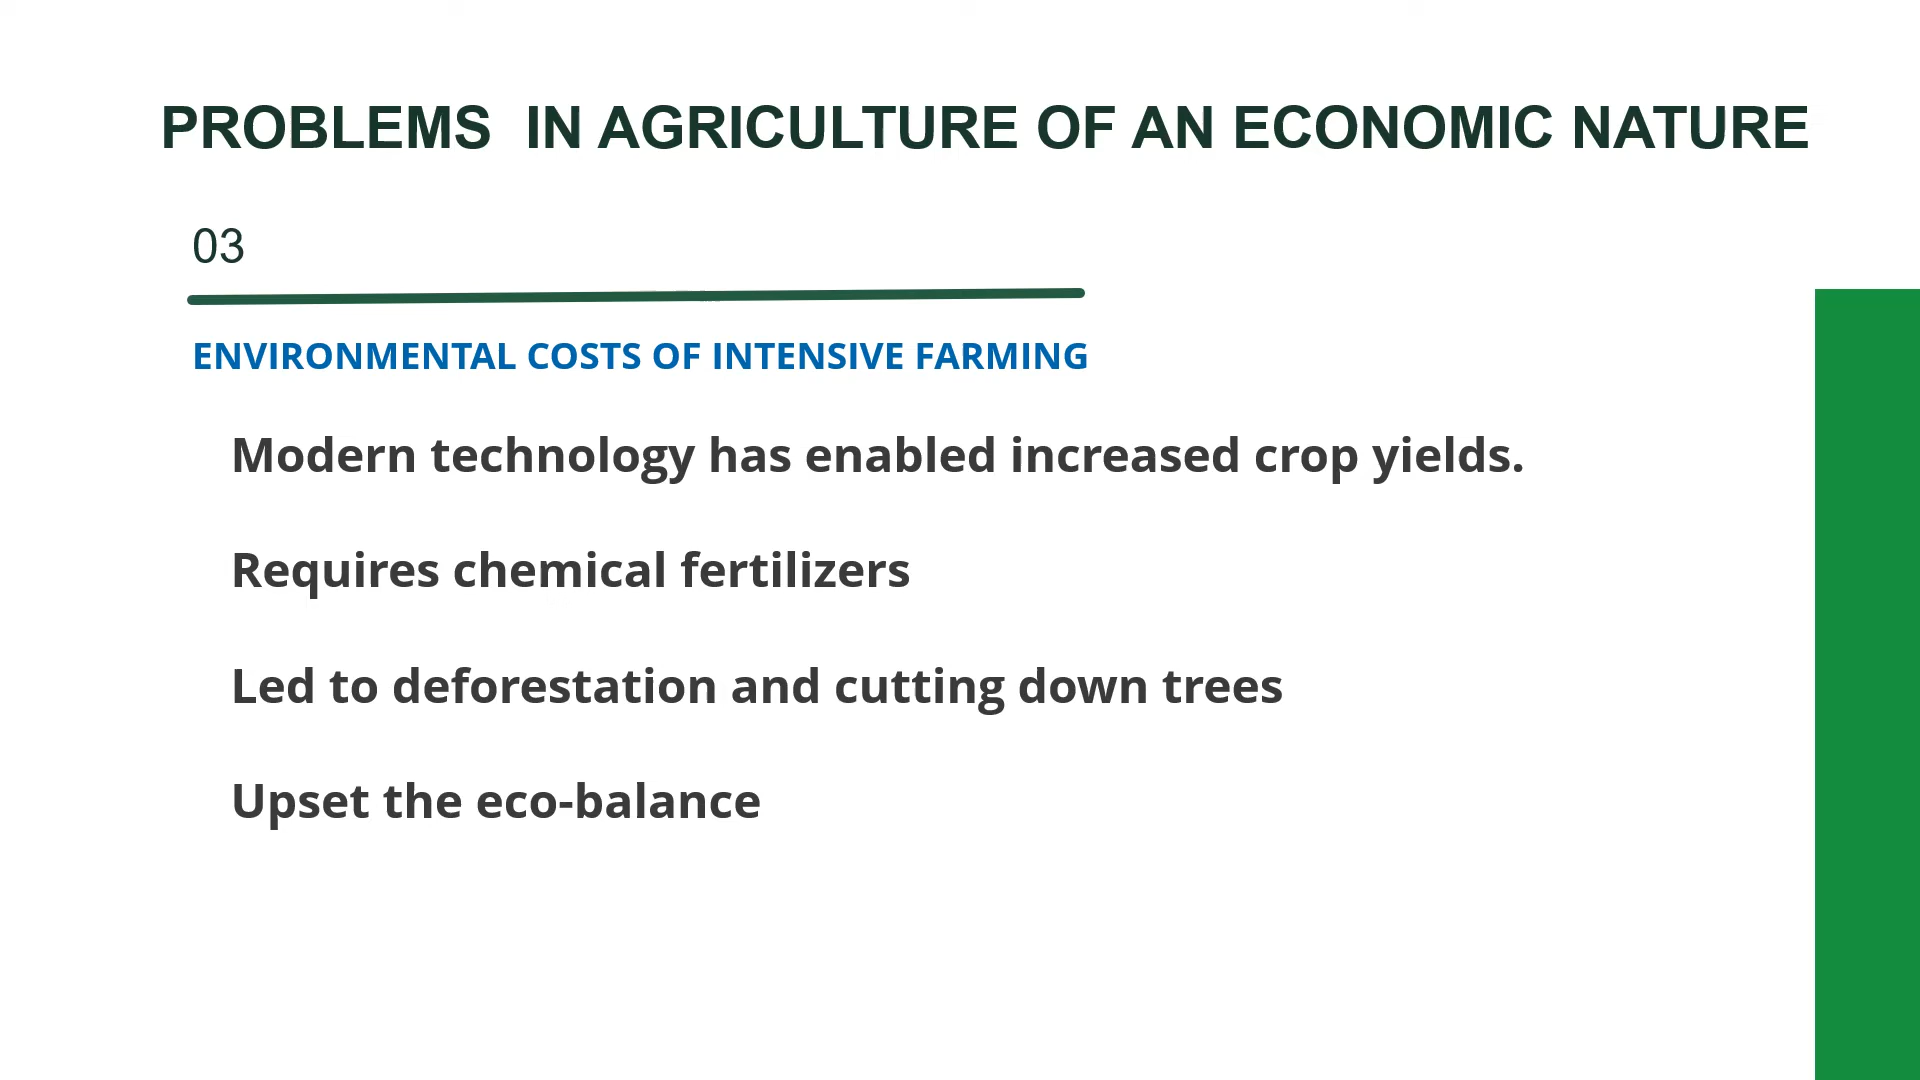 PROBLEMS  IN AGRICULTURE OF AN ECONOMIC NATURE
03
ENVIRONMENTAL COSTS OF INTENSIVE FARMING
Modern technology has enabled increased crop yields.
Requires chemical fertilizers
Led to deforestation and cutting down trees
Upset the eco-balance